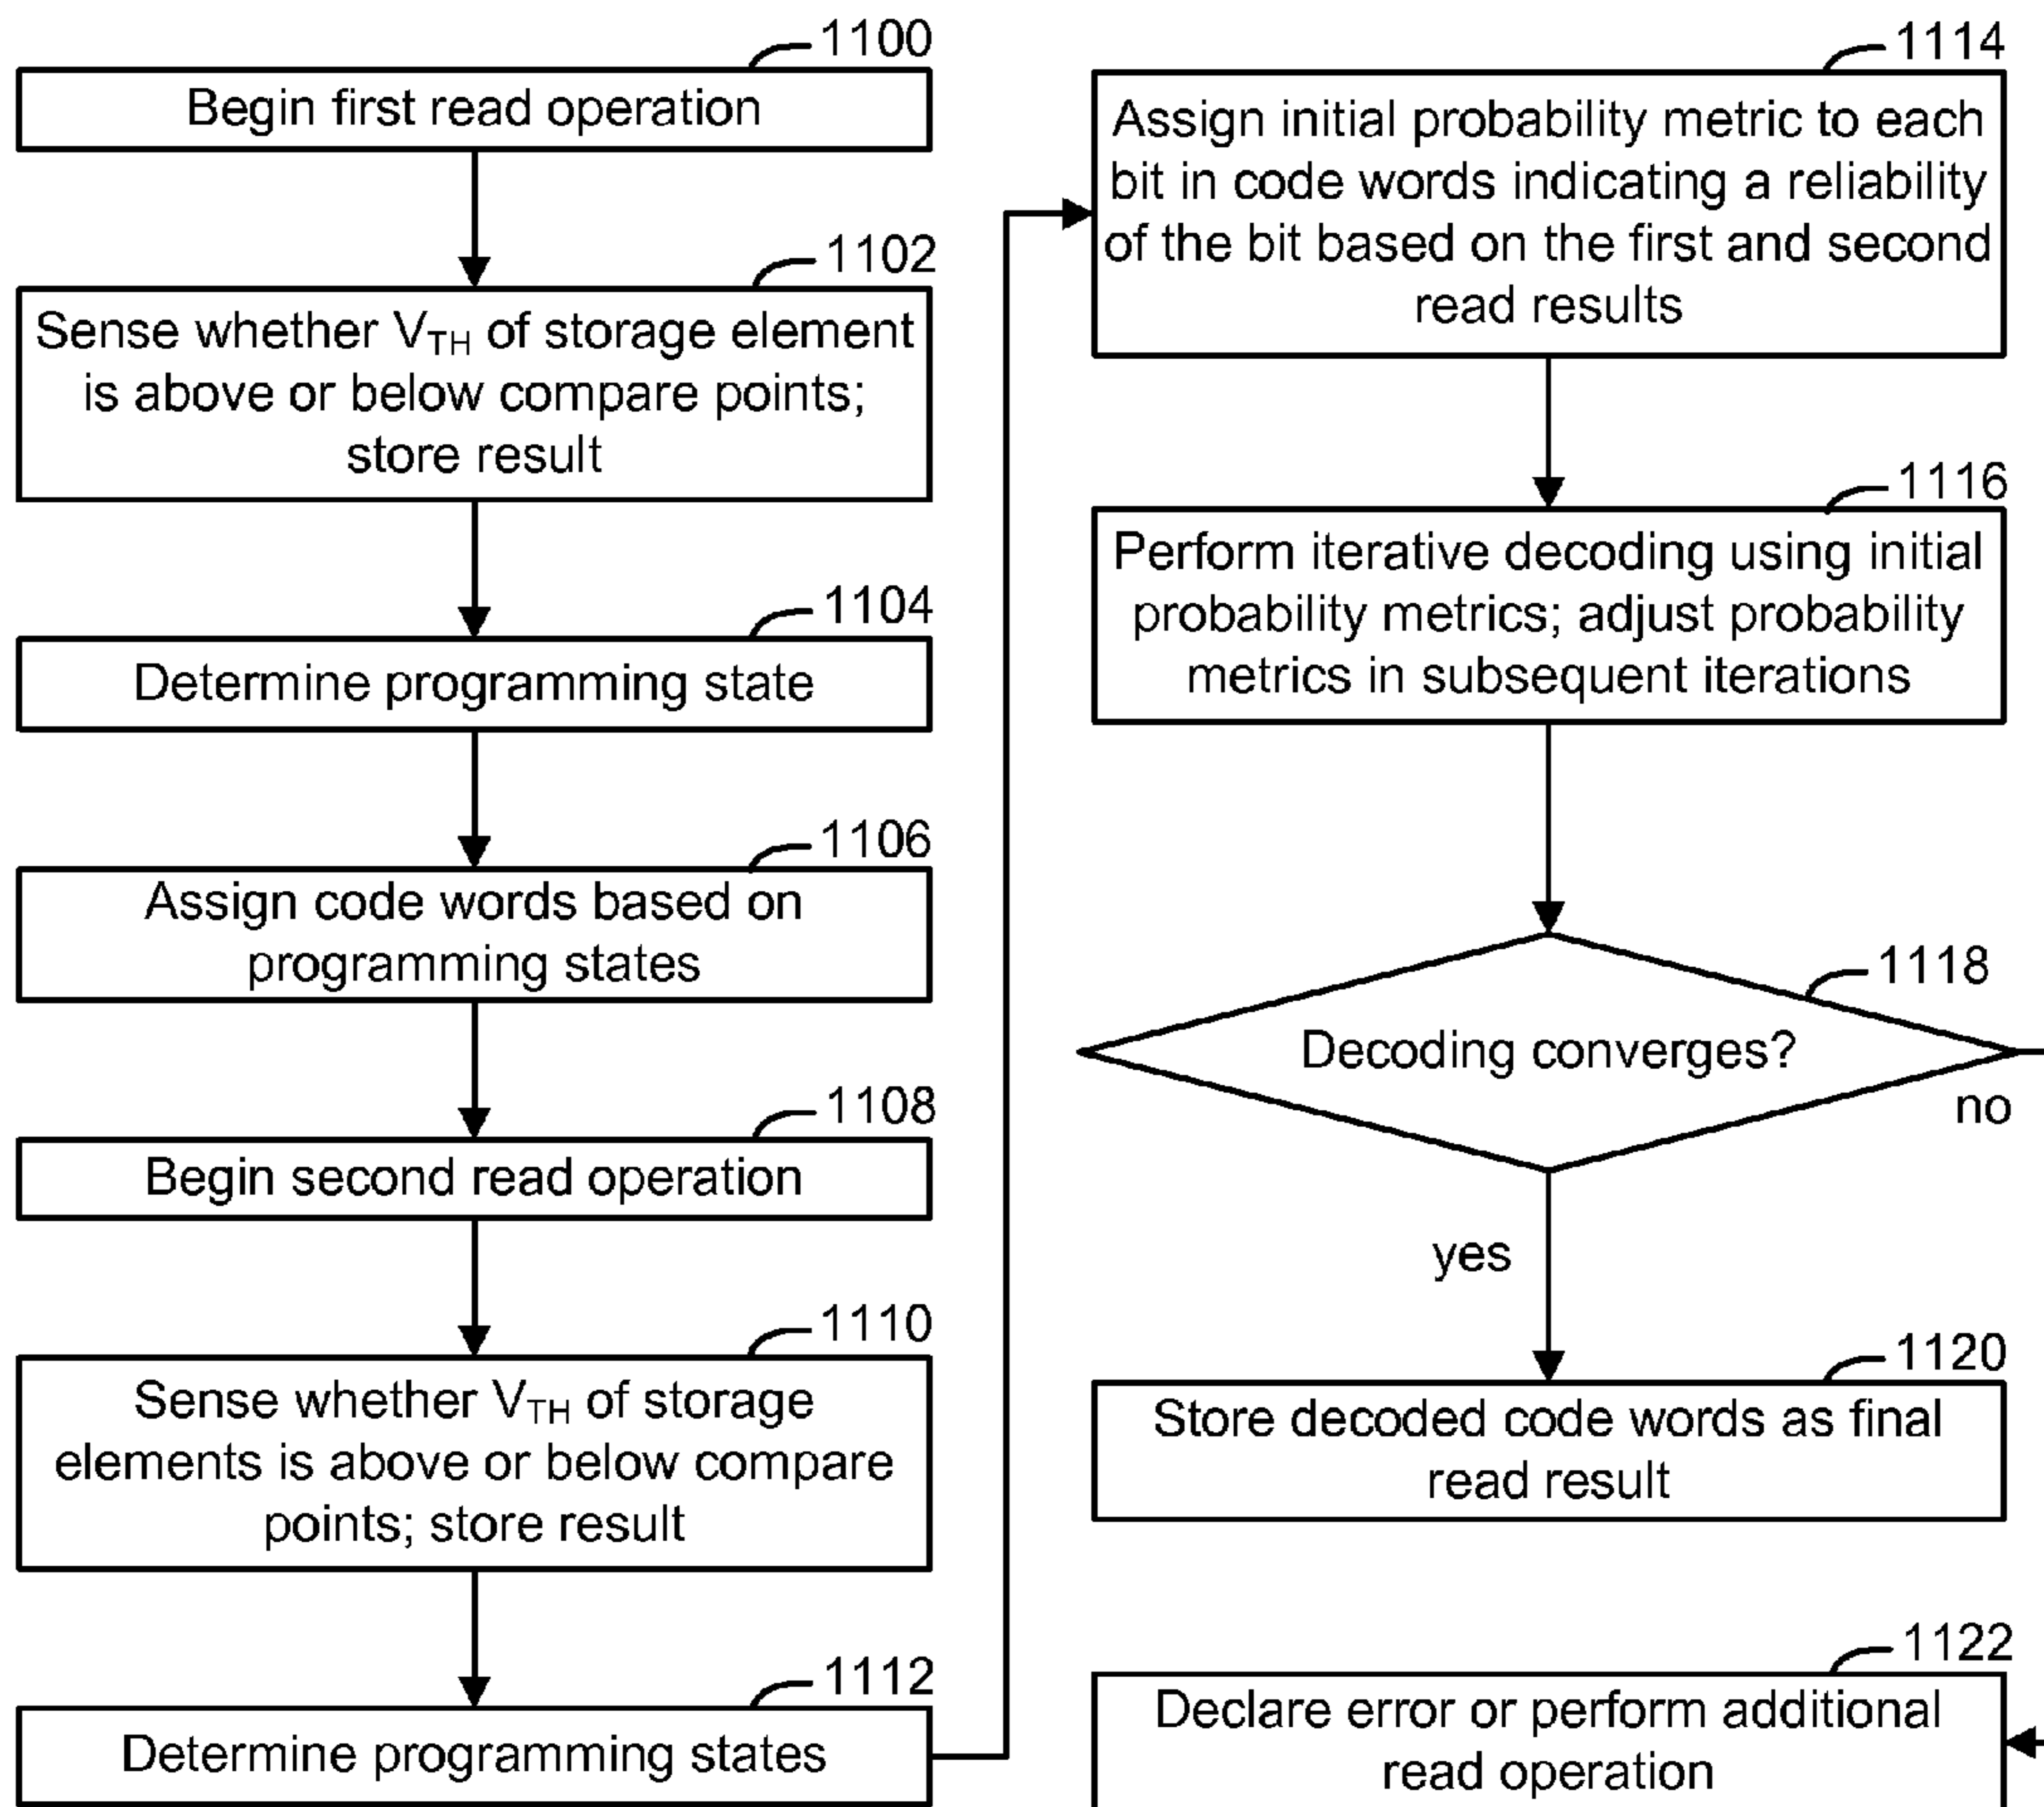 1100
Begin first read operation
1102
Sense whether VTH of storage element
is above or below compare points;
store result
1104
Determine programming state
1106
Assign code words based on
programming states
1108
Begin second read operation
1110
Sense whether VTH of storage
elements is above or below compare
points; store result
1112
Determine programming states
1114
Assign initial probability metric to each
bit in code words indicating a reliability
of the bit based on the first and second
read results
1116
Perform iterative decoding using initial
probability metrics; adjust probability
metrics in subsequent iterations
1118
Decoding converges?
no
yes
1120
Store decoded code words as final
read result
1122
Declare error or perform additional
read operation